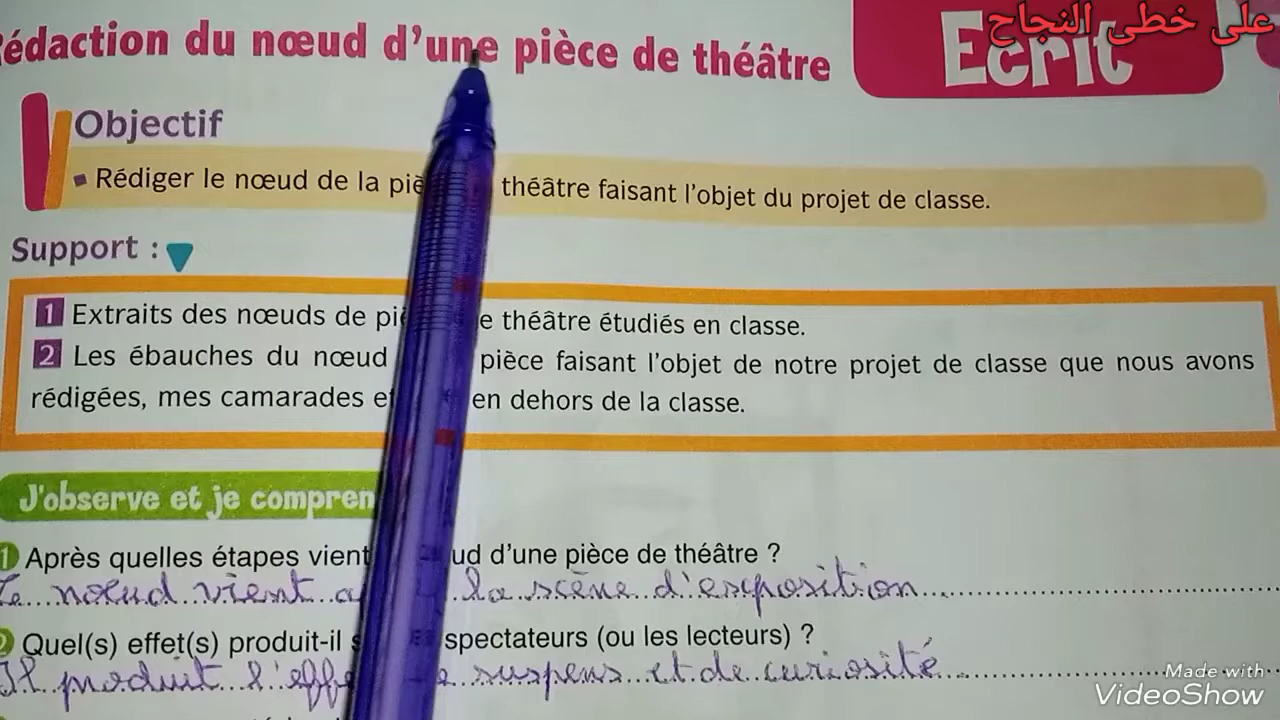 على خطى النجاح
rédaction du nœud d'une pièce de théâtre
Ecrit
Objectif
▪ Rédiger le nœud de la piè théâtre faisant l'objet du projet de classe.
Support :
1 Extraits des nœuds de pi e théâtre étudiés en classe.
2 Les ébauches du nœud pièce faisant l'objet de notre projet de classe que nous avons
rédigées, mes camarades et en dehors de la classe.
J'observe et je compren
1 Après quelles étapes vient ud d'une pièce de théâtre ?
Le nœud vient a la scène d'exposition
2 Quel(s) effet(s) produit-il s spectateurs (ou les lecteurs) ?
Il produit l'effe suspens et de curiosité
Made with
VideoShow